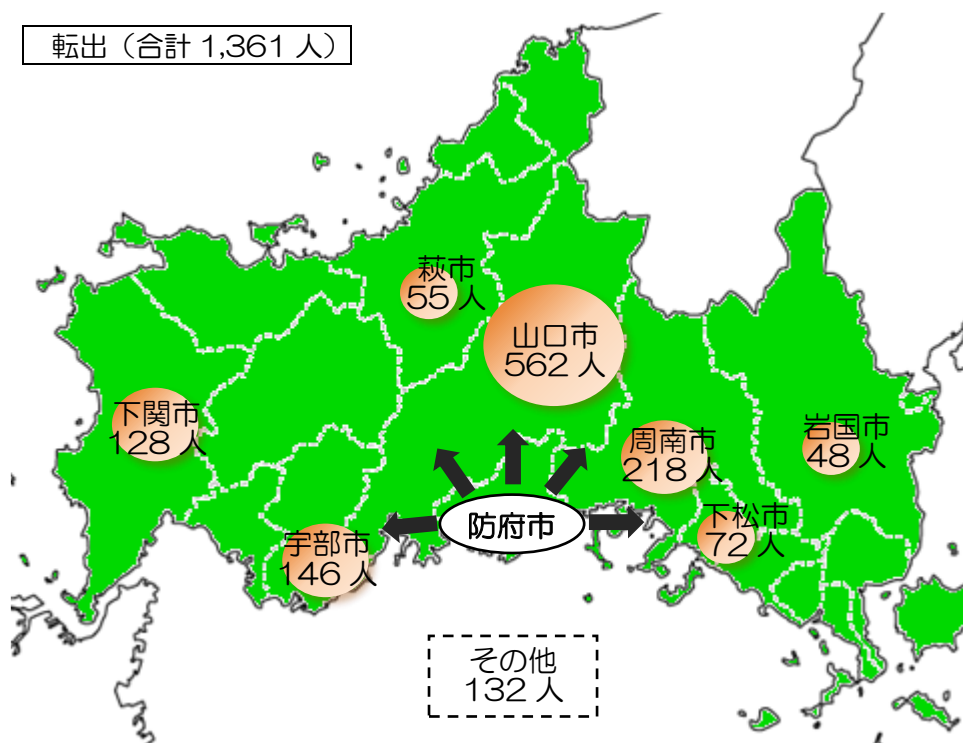 転出（合計 1,361 人）
萩市
55 人
山口市
562 人
下関市
128 人
周南市
218 人
岩国市
48 人
下松市
72 人
防府市
宇部市
146 人
その他
132 人